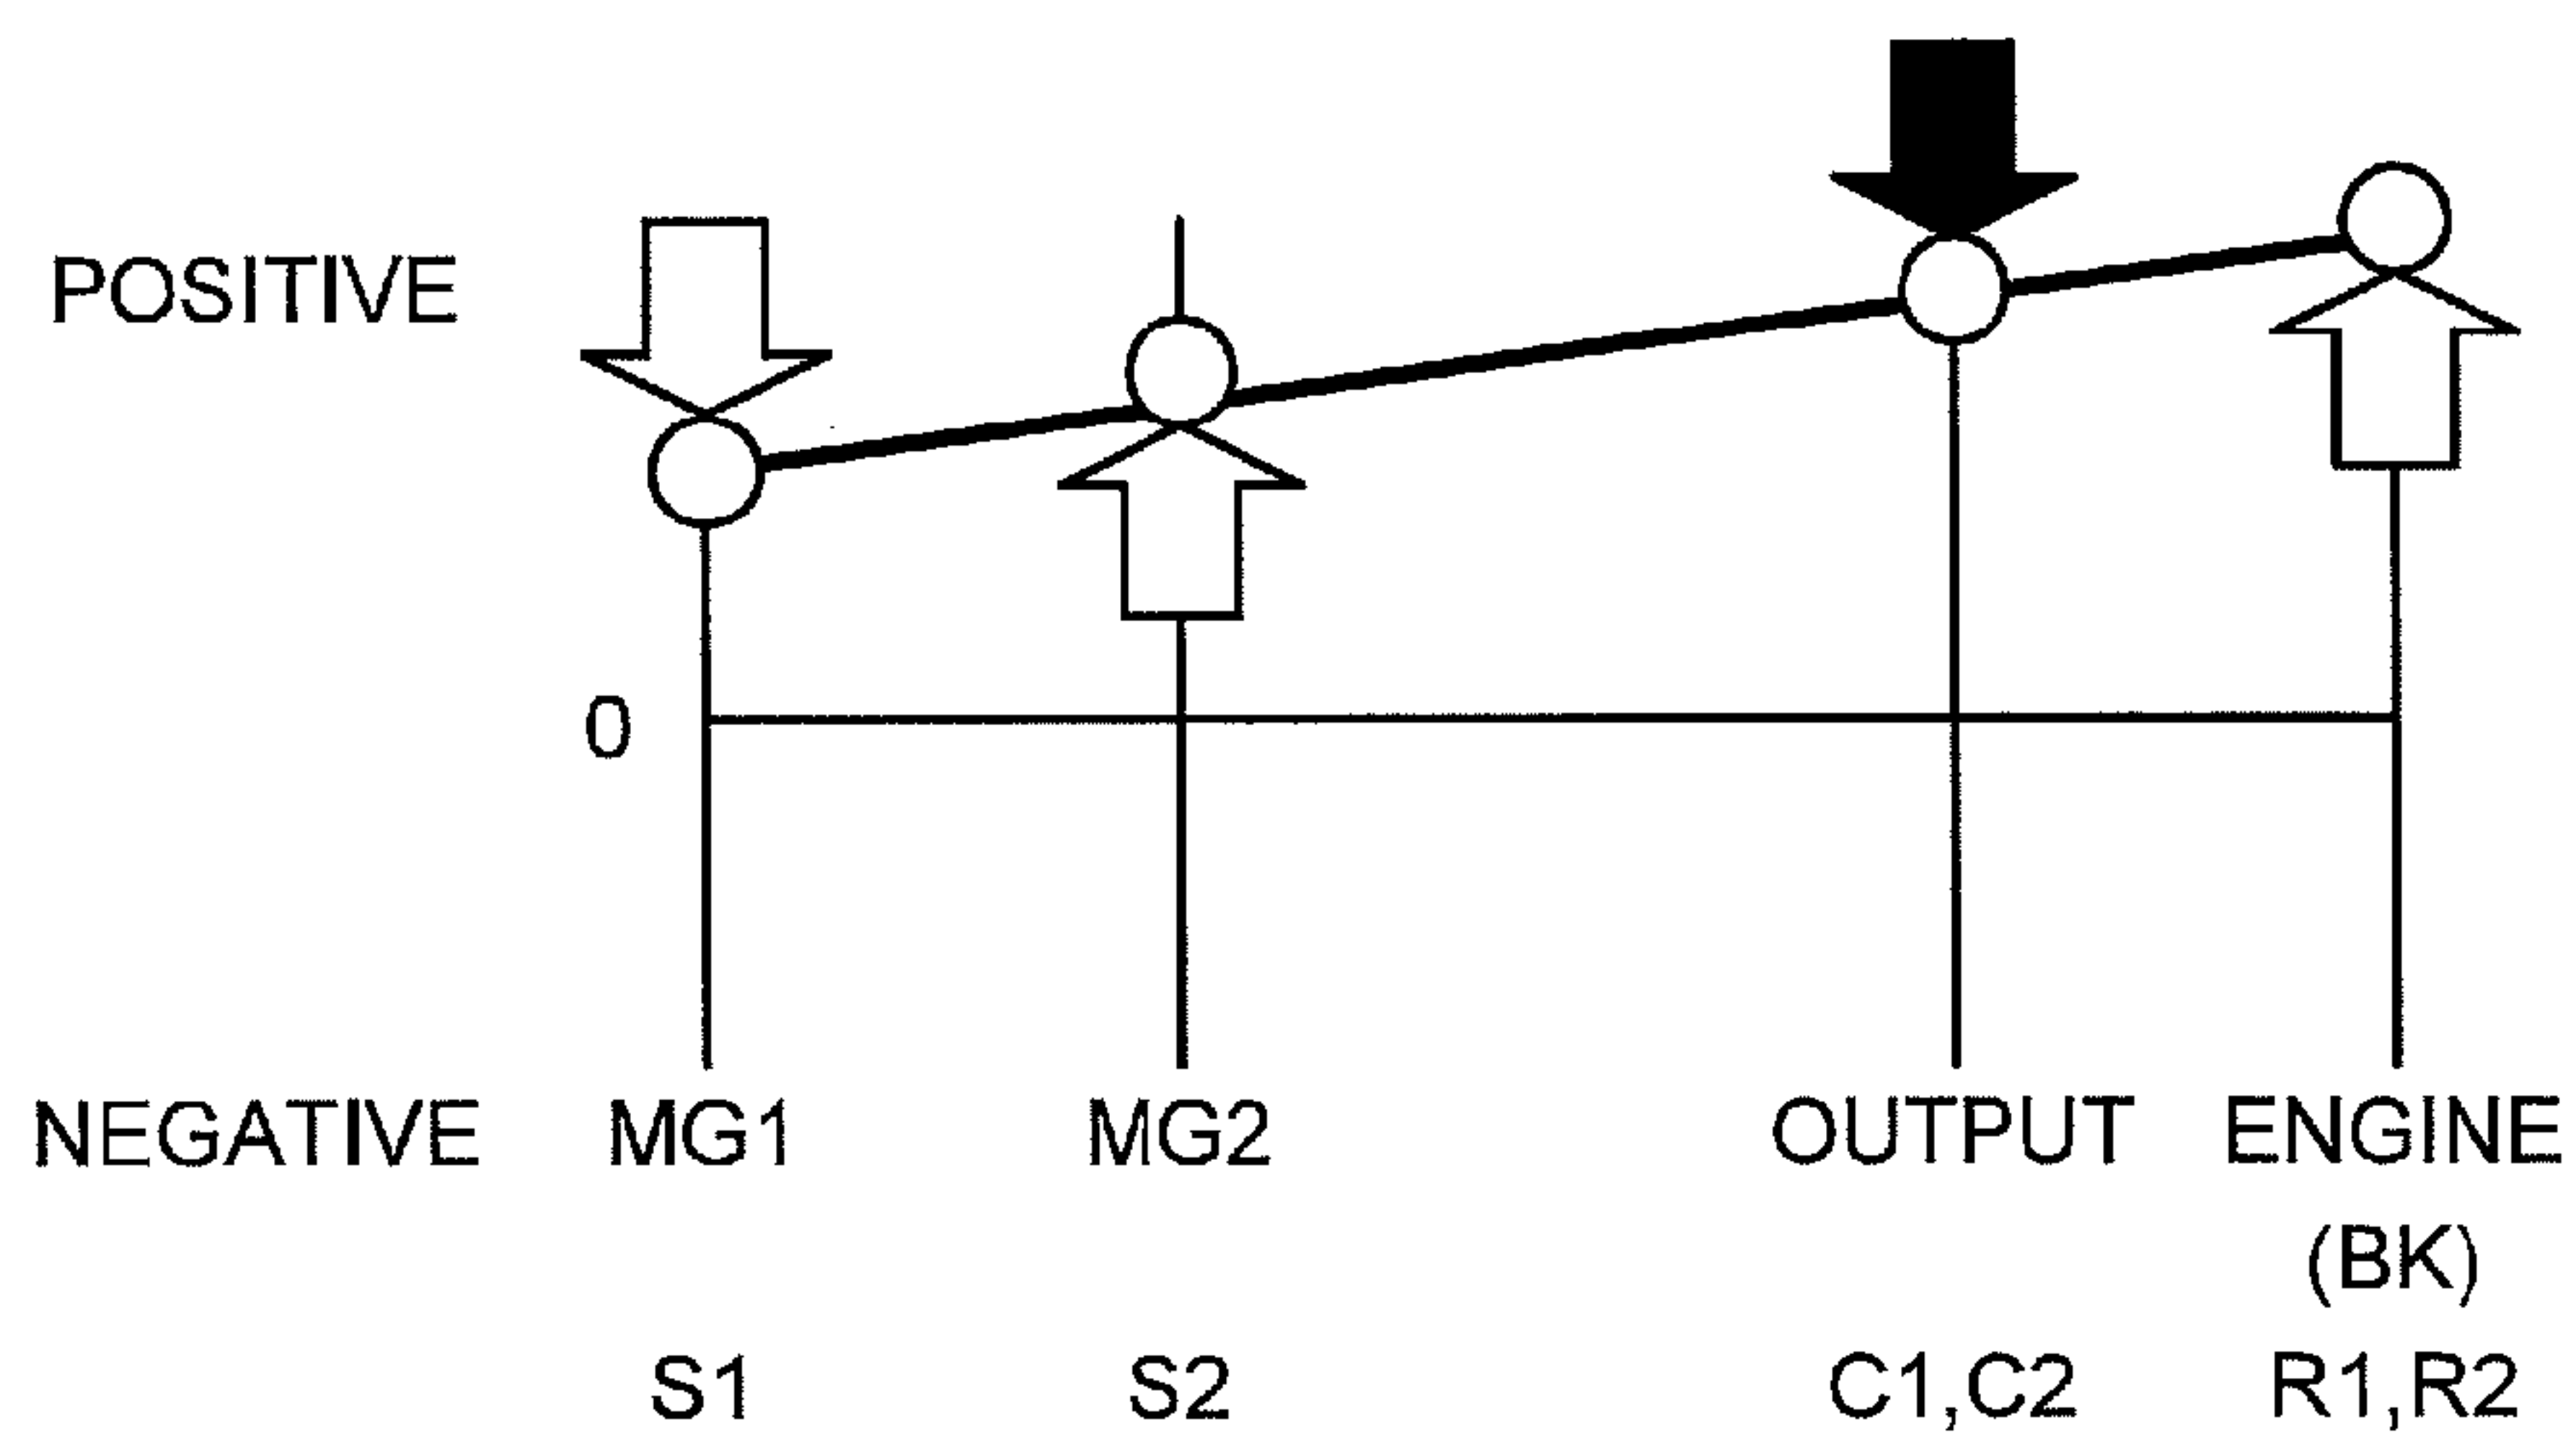 POSITIVE
0
NEGATIVE MG1 MG2 OUTPUT ENGINE
(BK)
S1 S2 C1,C2 R1,R2